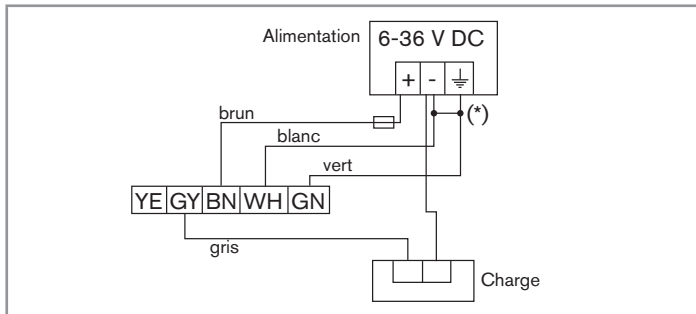 Alimentation
6-36 V DC
+ -
(*)
brun
blanc
vert
YE GY BN WH GN
gris
Charge